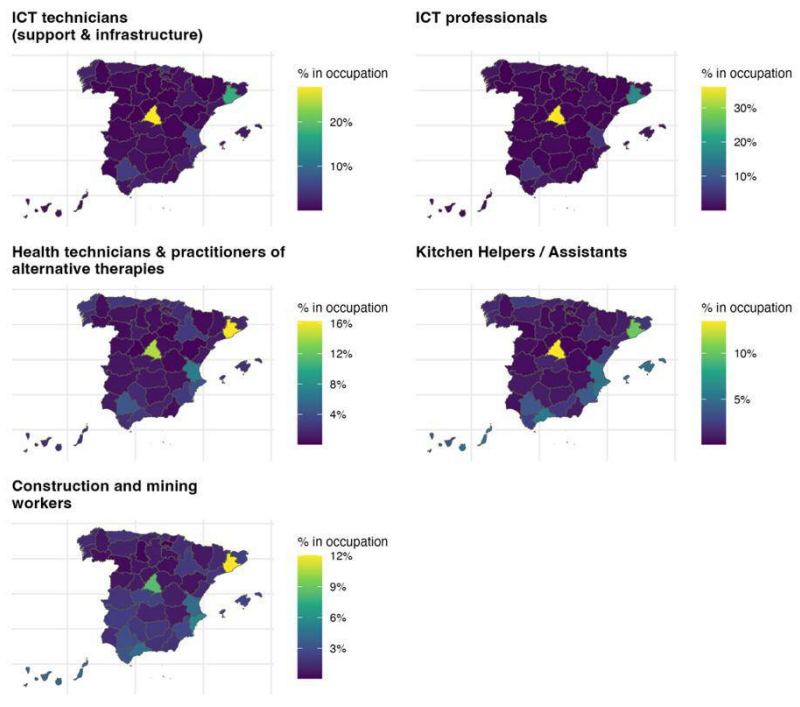 ICT technicians
(support & infrastructure)
% in occupation
20%
10%
ICT professionals
% in occupation
30%
20%
10%
Health technicians & practitioners of
alternative therapies
% in occupation
16%
12%
8%
4%
Kitchen Helpers / Assistants
% in occupation
10%
5%
Construction and mining
workers
% in occupation
12%
9%
6%
3%